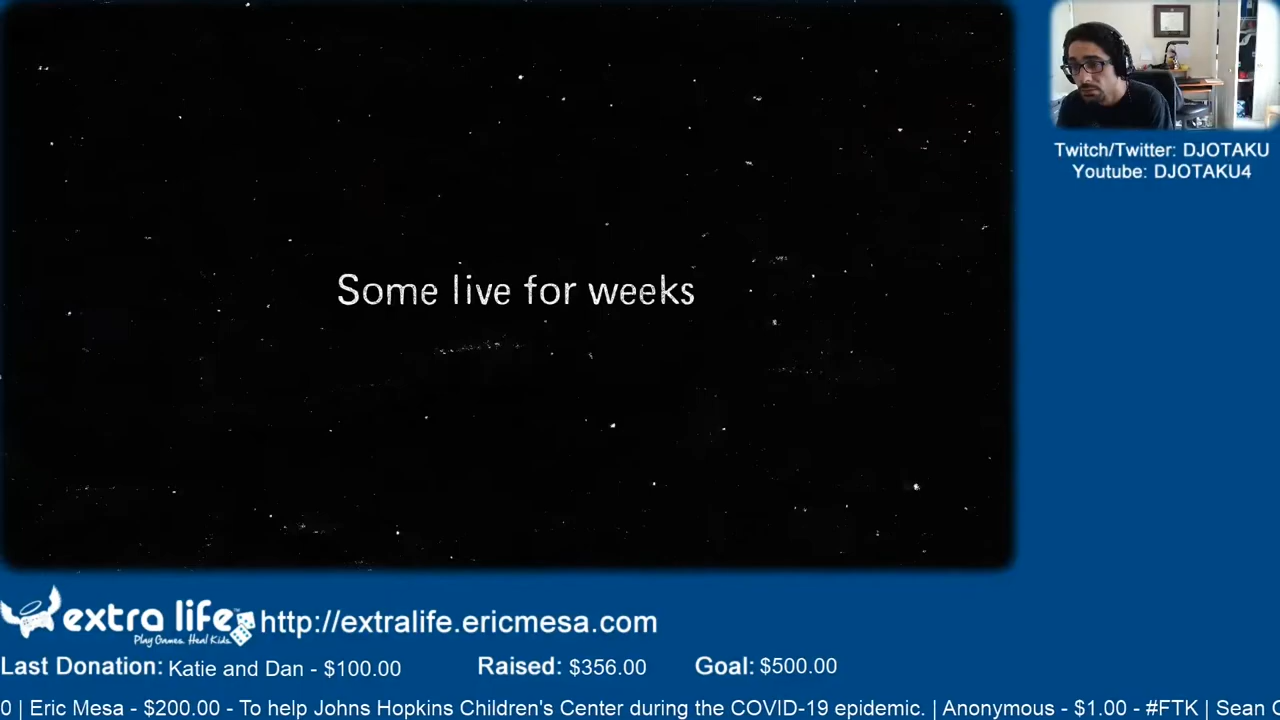 Some live for weeks
Twitch/Twitter: DJOTAKU
Youtube: DJOTAKU4
extra life
Play Games. Heal Kids.
http://extralife.ericmesa.com
Last Donation: Katie and Dan - $100.00 Raised: $356.00 Goal: $500.00
0 | Eric Mesa - $200.00 - To help Johns Hopkins Children's Center during the COVID-19 epidemic. | Anonymous - $1.00 - #FTK | Sean